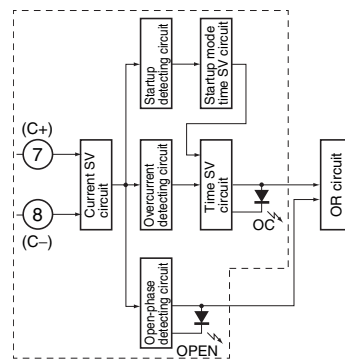 Startup
detecting circuit
Startup mode
time SV circuit
(C+)
7
8
(C−)
Current SV
circuit
Overcurrent
detecting circuit
Time SV
circuit
OC
OR circuit
Open-phase
detecting circuit
OPEN